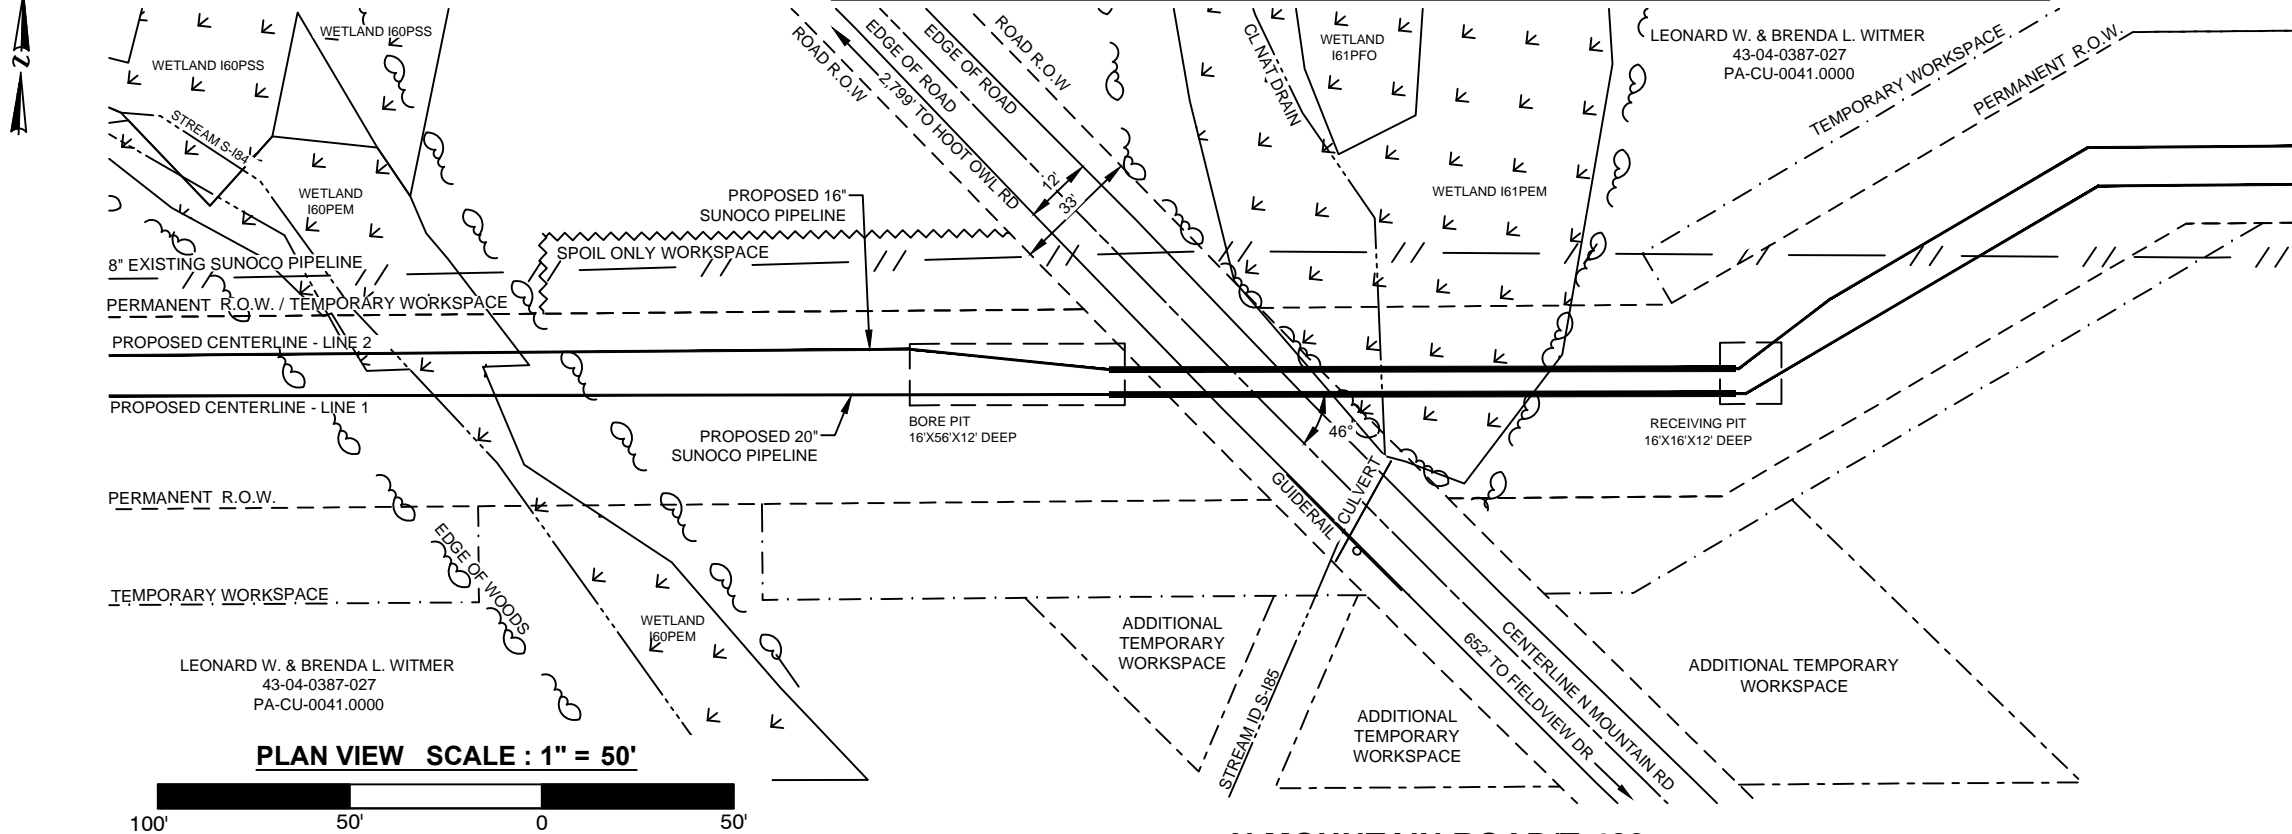 N
WETLAND I60PSS
WETLAND I60PSS
STREAM S-I84
WETLAND
I60PEM
8" EXISTING SUNOCO PIPELINE
PERMANENT R.O.W. / TEMPORARY WORKSPACE
PROPOSED CENTERLINE - LINE 2
PROPOSED CENTERLINE - LINE 1
PERMANENT R.O.W.
TEMPORARY WORKSPACE
EDGE OF WOODS
LEONARD W. & BRENDA L. WITMER
43-04-0387-027
PA-CU-0041.0000
WETLAND
I60PEM
PROPOSED 16"
SUNOCO PIPELINE
SPOIL ONLY WORKSPACE
PROPOSED 20"
SUNOCO PIPELINE
BORE PIT
16'X56'X12' DEEP
ROAD R.O.W
2,799' TO HOOT OWL RD
EDGE OF ROAD
EDGE OF ROAD
ROAD R.O.W
12'
33'
CL NAT DRAIN
WETLAND
I61PFO
WETLAND I61PEM
LEONARD W. & BRENDA L. WITMER
43-04-0387-027
PA-CU-0041.0000
TEMPORARY WORKSPACE
PERMANENT R.O.W.
46°
GUIDERAIL
CULVERT
RECEIVING PIT
16'X16'X12' DEEP
ADDITIONAL
TEMPORARY
WORKSPACE
STREAM ID S-I85
ADDITIONAL
TEMPORARY
WORKSPACE
652' TO FIELDVIEW DR
CENTERLINE N MOUNTAIN RD
ADDITIONAL TEMPORARY
WORKSPACE
PLAN VIEW SCALE : 1" = 50'
100' 50' 0 50'